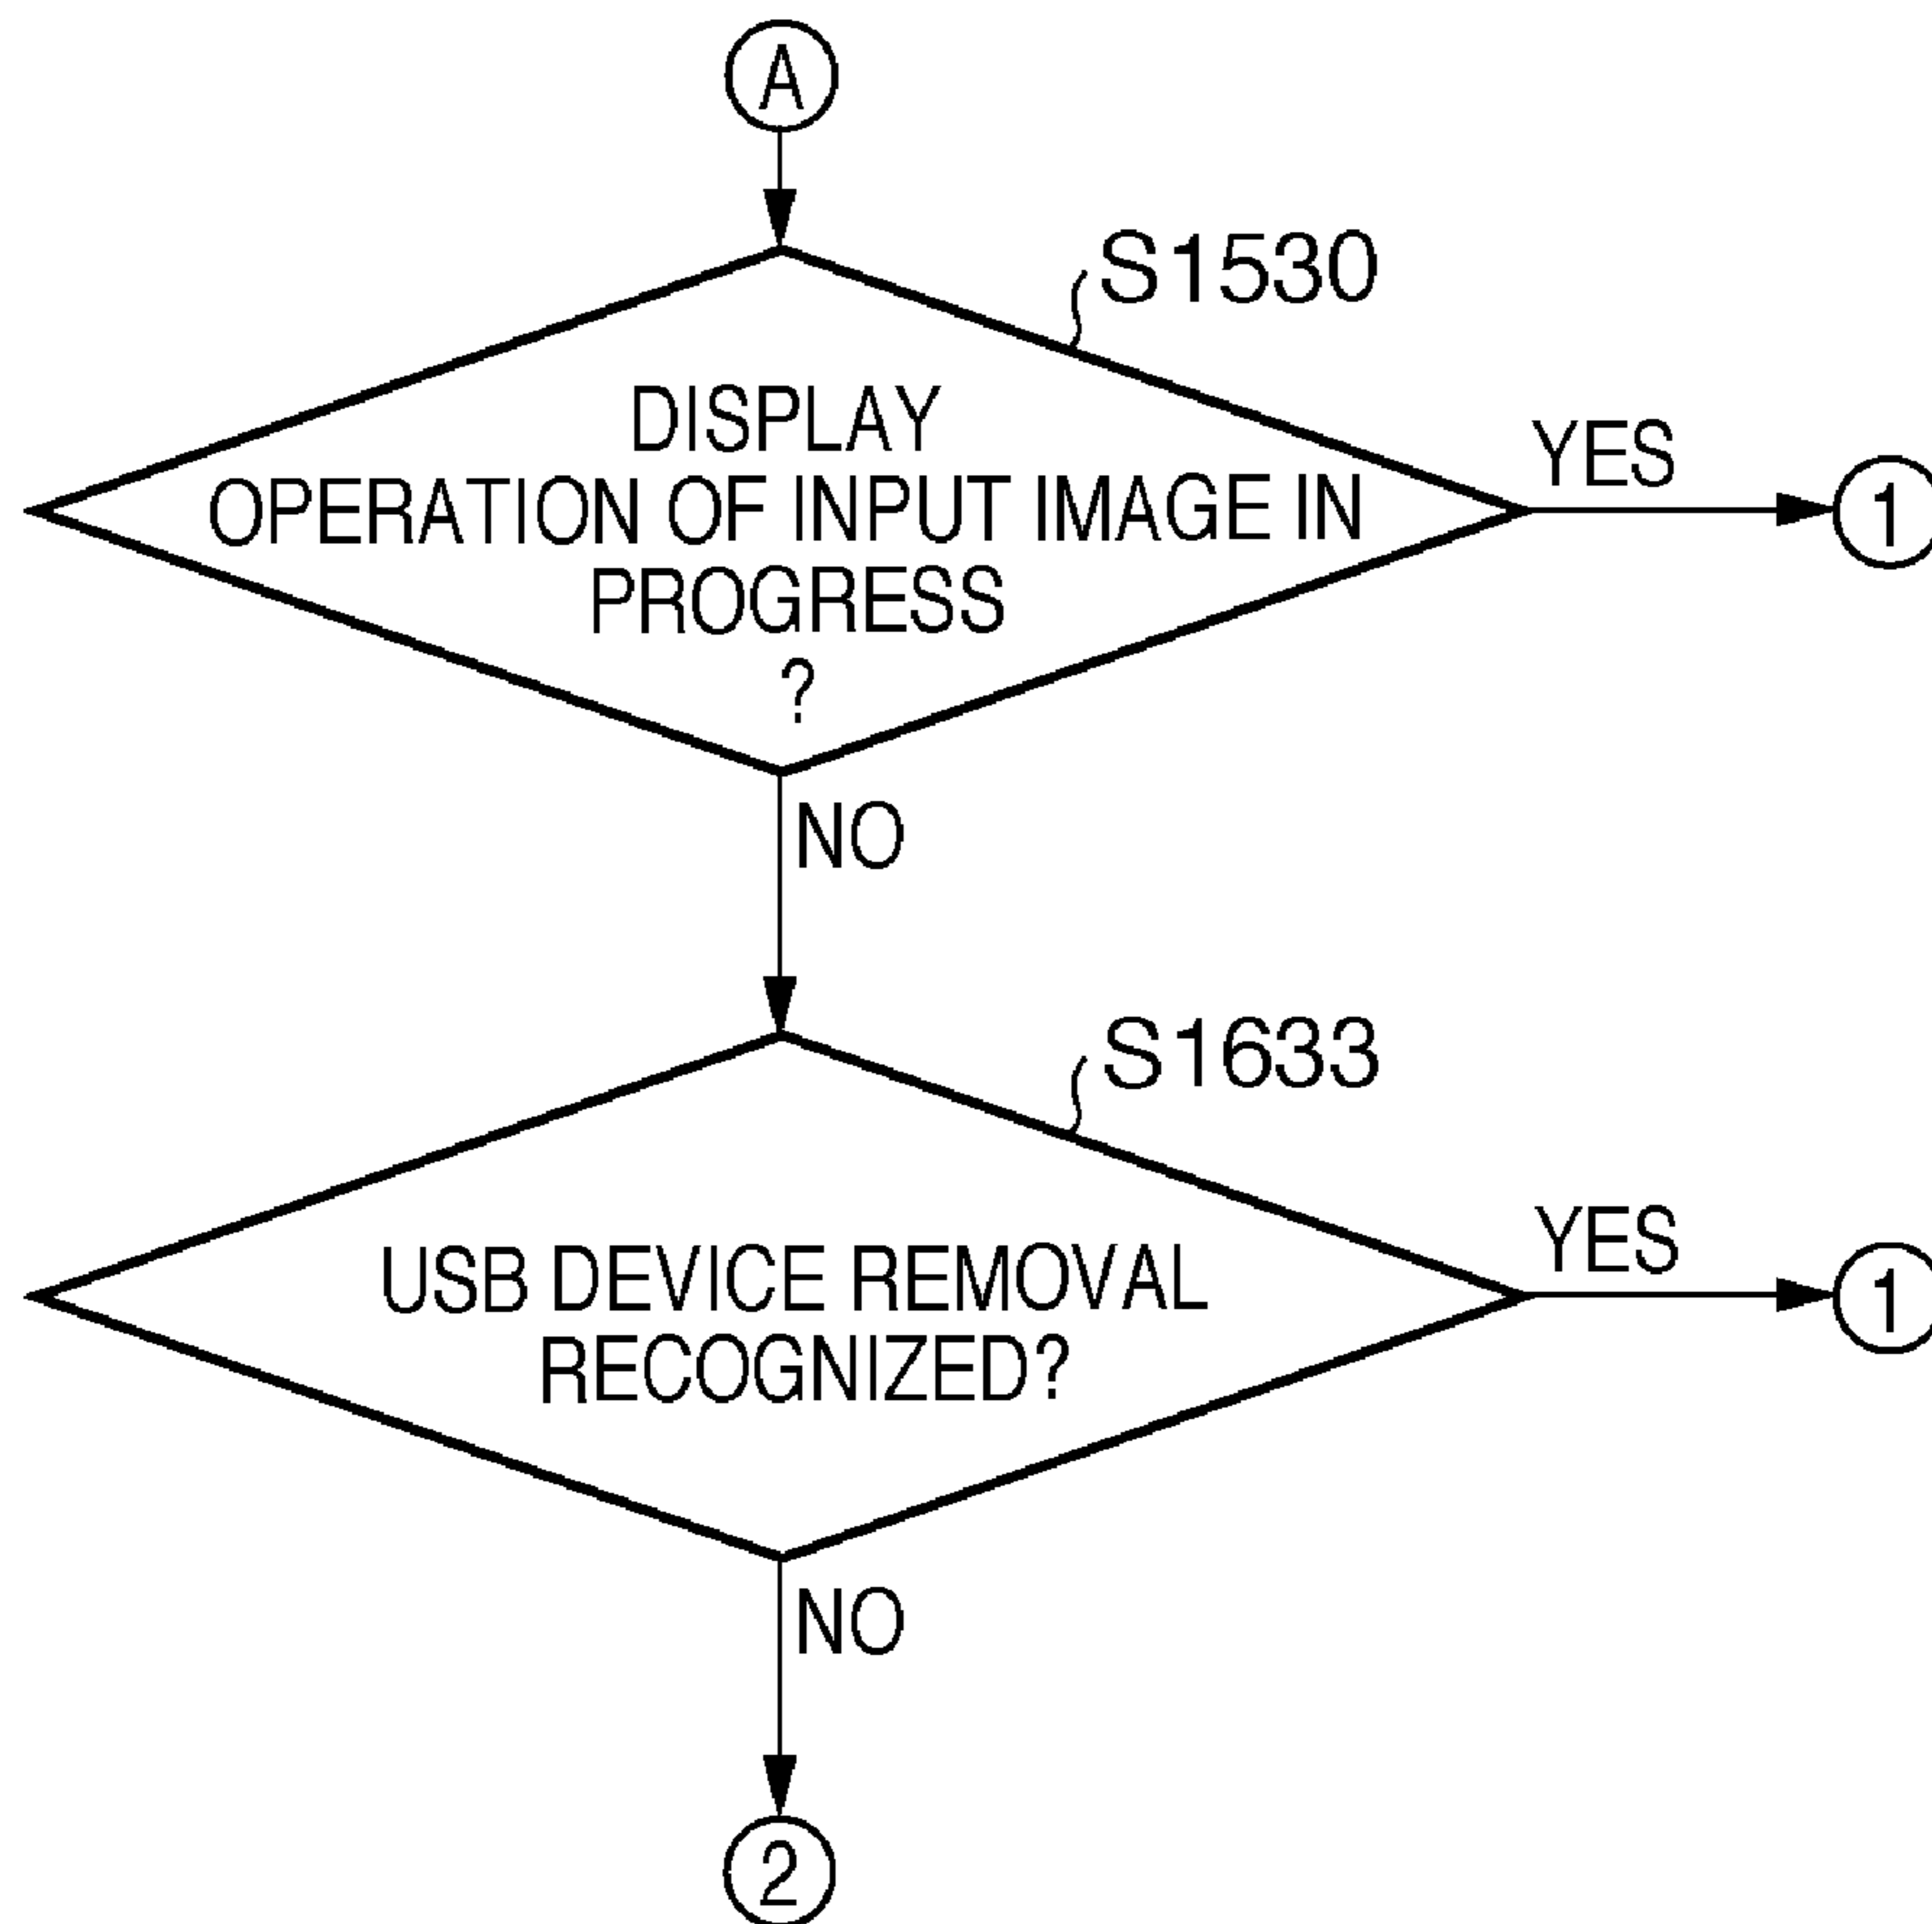 A
S1530
DISPLAY
OPERATION OF INPUT IMAGE IN
PROGRESS
?
YES
1
NO
S1633
USB DEVICE REMOVAL
RECOGNIZED?
YES
1
NO
2